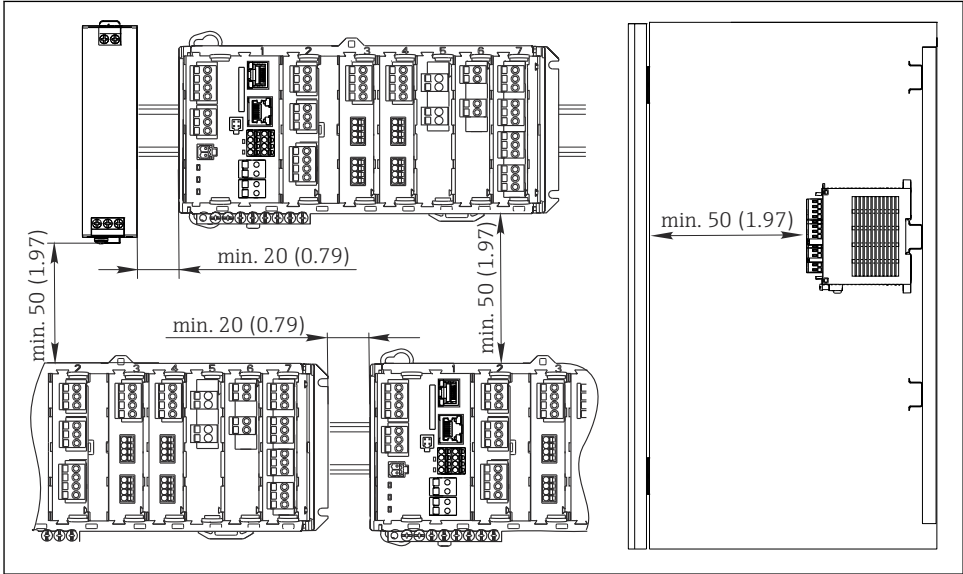 1 2 3 4 5 6 7
min. 50 (1.97)
min. 20 (0.79)
min. 50 (1.97)
min. 50 (1.97)
min. 20 (0.79)
2 3 4 5 6 7
1 2 3